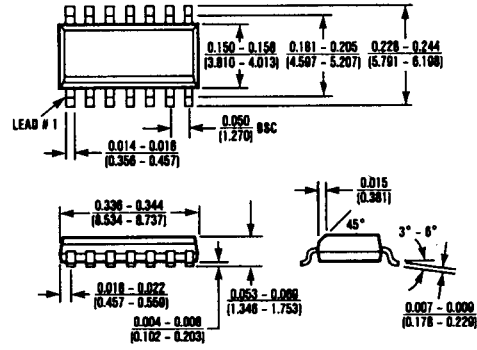 0.150 - 0.158 0.181 - 0.205 0.228 - 0.244
(3.810 - 4.013) (4.597 - 5.207) (5.791 - 6.198)
LEAD # 1
0.050 BSC
(1.270)
0.014 - 0.018
(0.356 - 0.457)
0.336 - 0.344
(8.534 - 8.737)
0.015
(0.381)
45°
3° - 6°
0.018 - 0.022
(0.457 - 0.559)
0.053 - 0.069
(1.346 - 1.753)
0.004 - 0.008
(0.102 - 0.203)
0.007 - 0.009
(0.178 - 0.229)